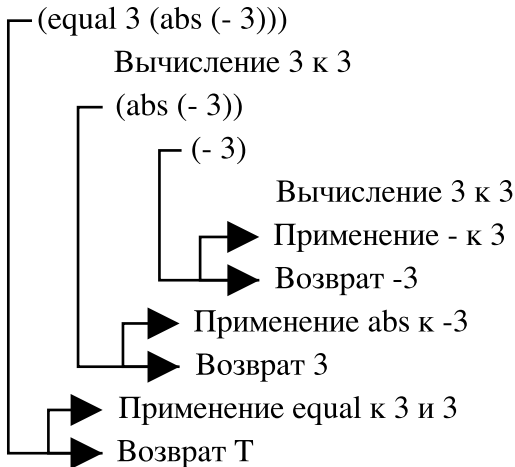 (equal 3 (abs (- 3)))
Вычисление 3 к 3
(abs (- 3))
(- 3)
Вычисление 3 к 3
Применение - к 3
Возврат -3
Применение abs к -3
Возврат 3
Применение equal к 3 и 3
Возврат T